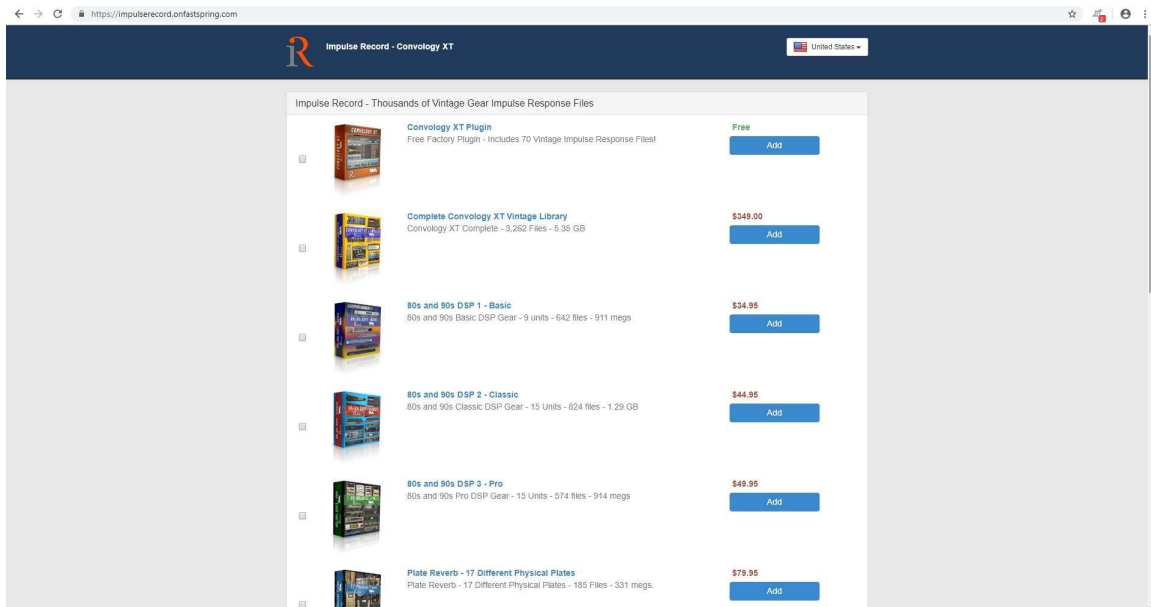 https://impulserecord.onfastspring.com
2
iR
Impulse Record - Convology XT
United States
Impulse Record - Thousands of Vintage Gear Impulse Response Files
Convology XT Plugin
Free Factory Plugin - Includes 70 Vintage Impulse Response Files!
Free
Add
Complete Convology XT Vintage Library
Convology XT Complete - 3,262 Files - 5.35 GB
$349.00
Add
80s and 90s DSP 1 - Basic
80s and 90s Basic DSP Gear - 9 units - 642 files - 911 megs
$34.95
Add
80s and 90s DSP 2 - Classic
80s and 90s Classic DSP Gear - 15 Units - 824 files - 1.29 GB
$44.95
Add
80s and 90s DSP 3 - Pro
80s and 90s Pro DSP Gear - 15 Units - 574 files - 914 megs
$49.95
Add
Plate Reverb - 17 Different Physical Plates
Plate Reverb - 17 Different Physical Plates - 185 Files - 331 megs.
$79.95
Add